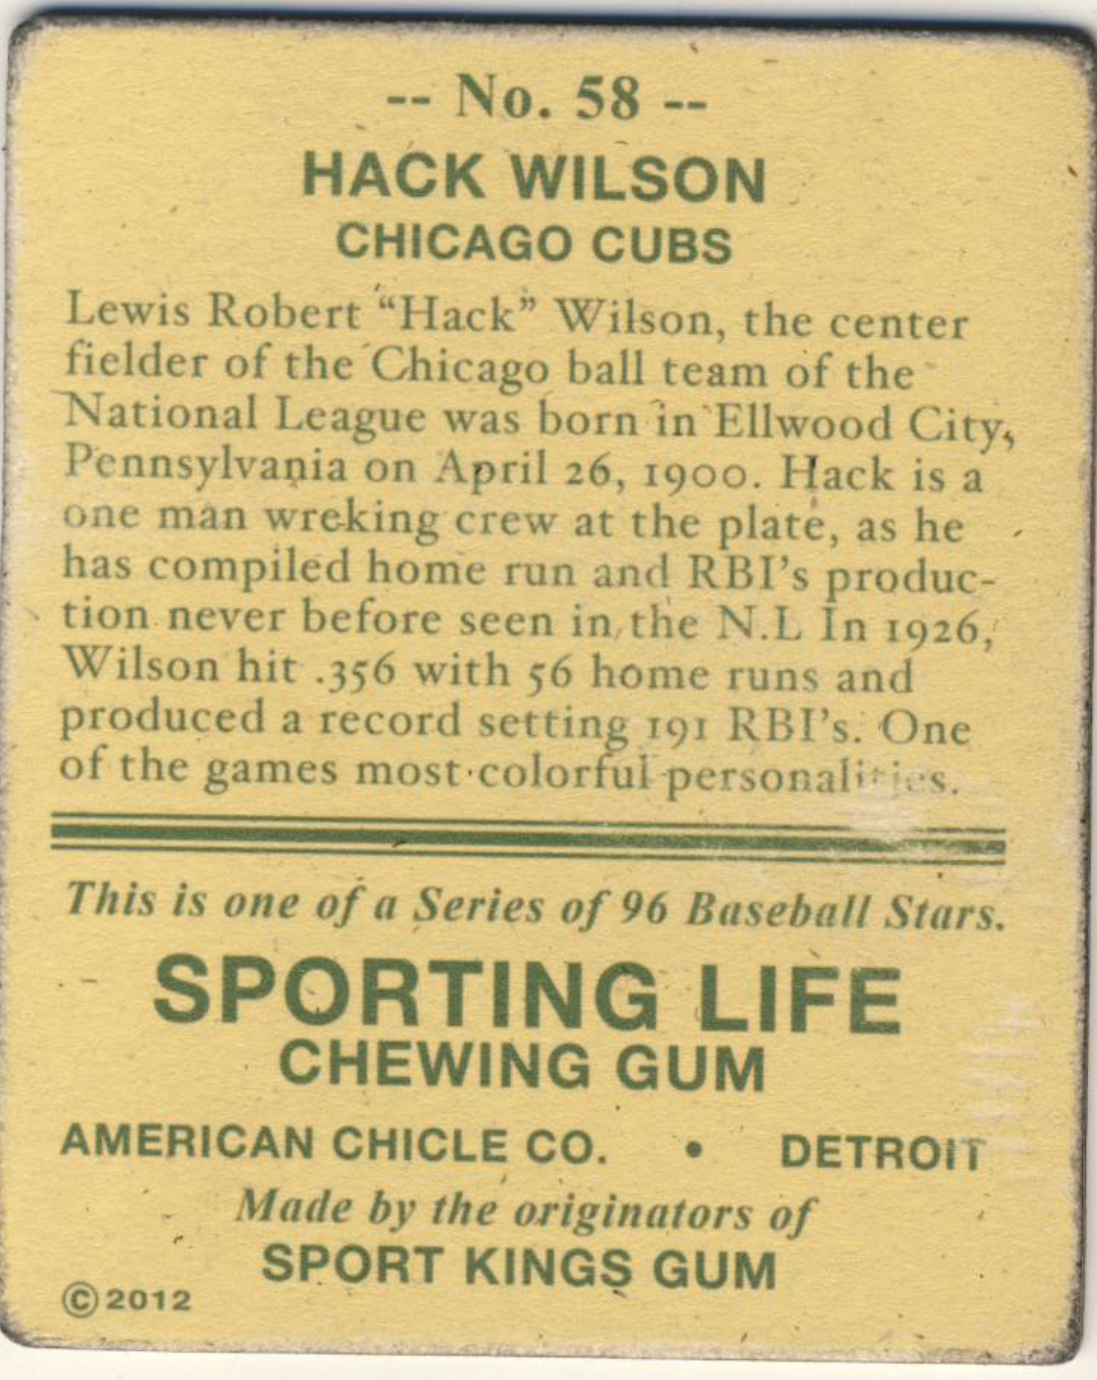 -- No. 58 --
HACK WILSON
CHICAGO CUBS
Lewis Robert “Hack” Wilson, the center
fielder of the Chicago ball team of the
National League was born in Ellwood City,
Pennsylvania on April 26, 1900. Hack is a
one man wreking crew at the plate, as he
has compiled home run and RBI’s produc-
tion never before seen in the N.L In 1926,
Wilson hit .356 with 56 home runs and
produced a record setting 191 RBI’s. One
of the games most colorful personalities.
This is one of a Series of 96 Baseball Stars.
SPORTING LIFE
CHEWING GUM
AMERICAN CHICLE CO. • DETROIT
Made by the originators of
SPORT KINGS GUM
©2012